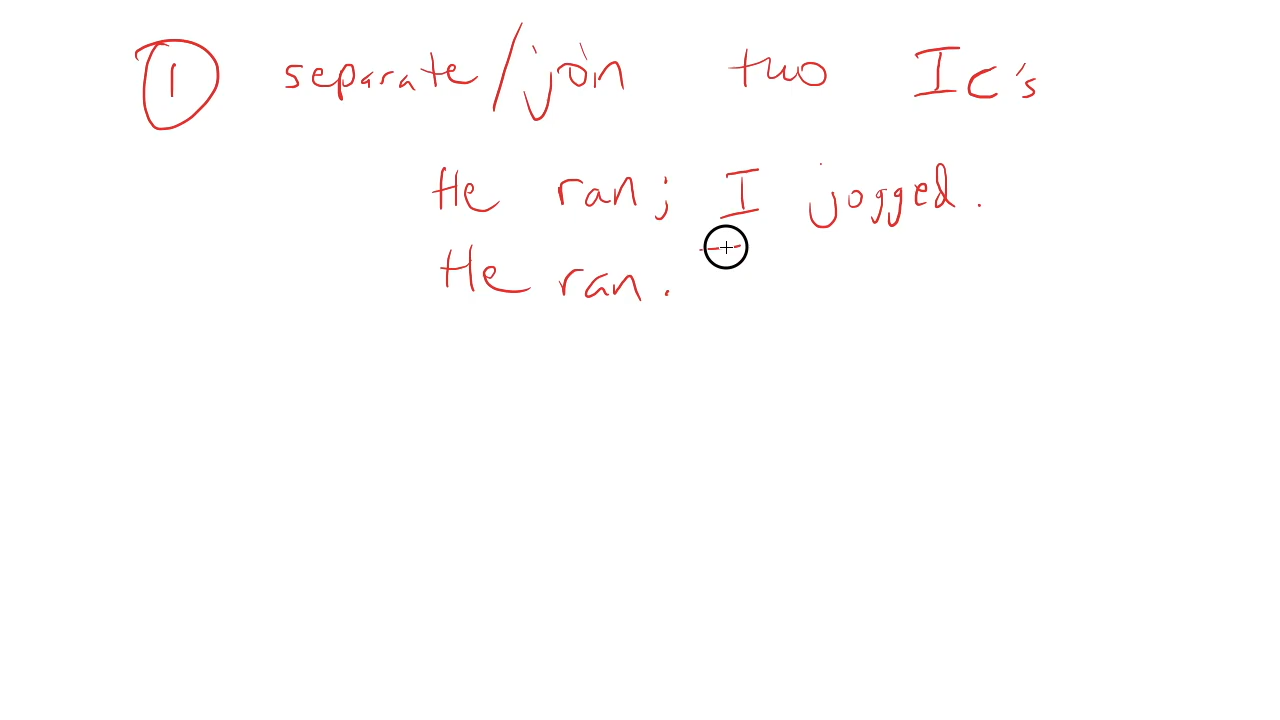 1 separate/join two IC's
He ran; I jogged.
He ran.